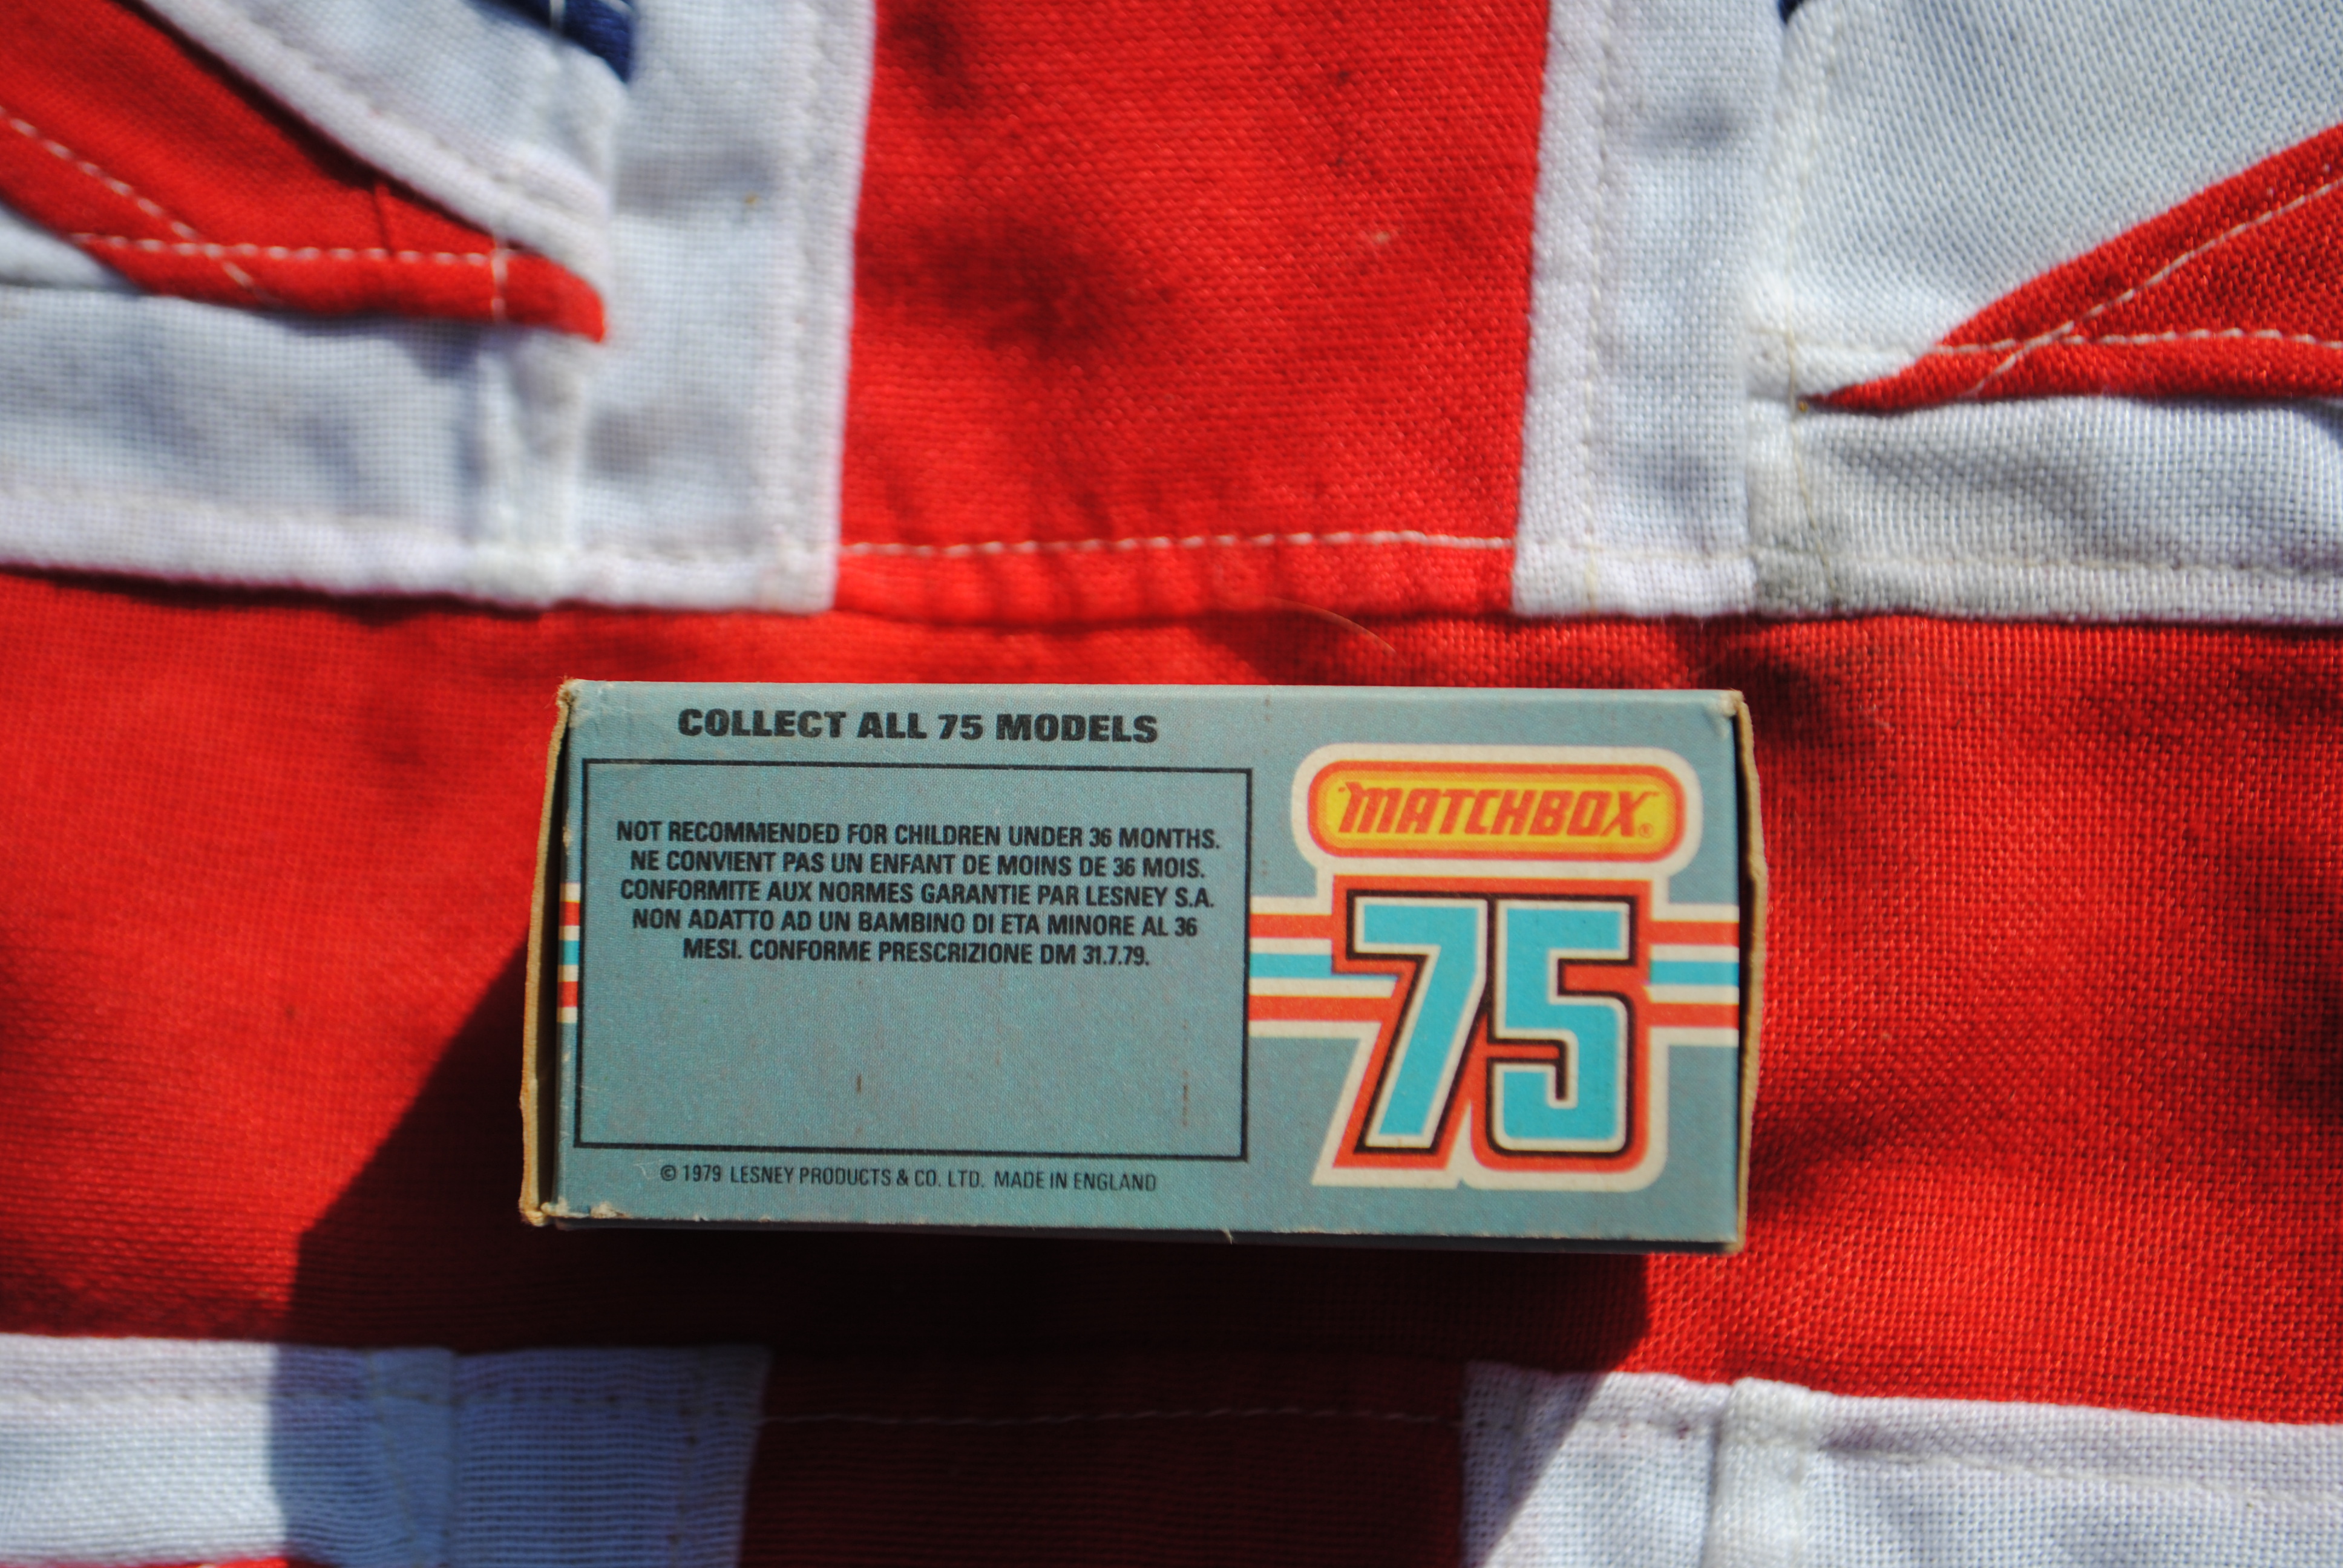 COLLECT ALL 75 MODELS
NOT RECOMMENDED FOR CHILDREN UNDER 36 MONTHS.
NE CONVIENT PAS UN ENFANT DE MOINS DE 36 MOIS.
CONFORMITE AUX NORMES GARANTIE PAR LESNEY S.A.
NON ADATTO AD UN BAMBINO DI ETA MINORE AL 36
MESI. CONFORME PRESCRIZIONE DM 31.7.79.
© 1979 LESNEY PRODUCTS & CO. LTD. MADE IN ENGLAND
MATCHBOX®
75